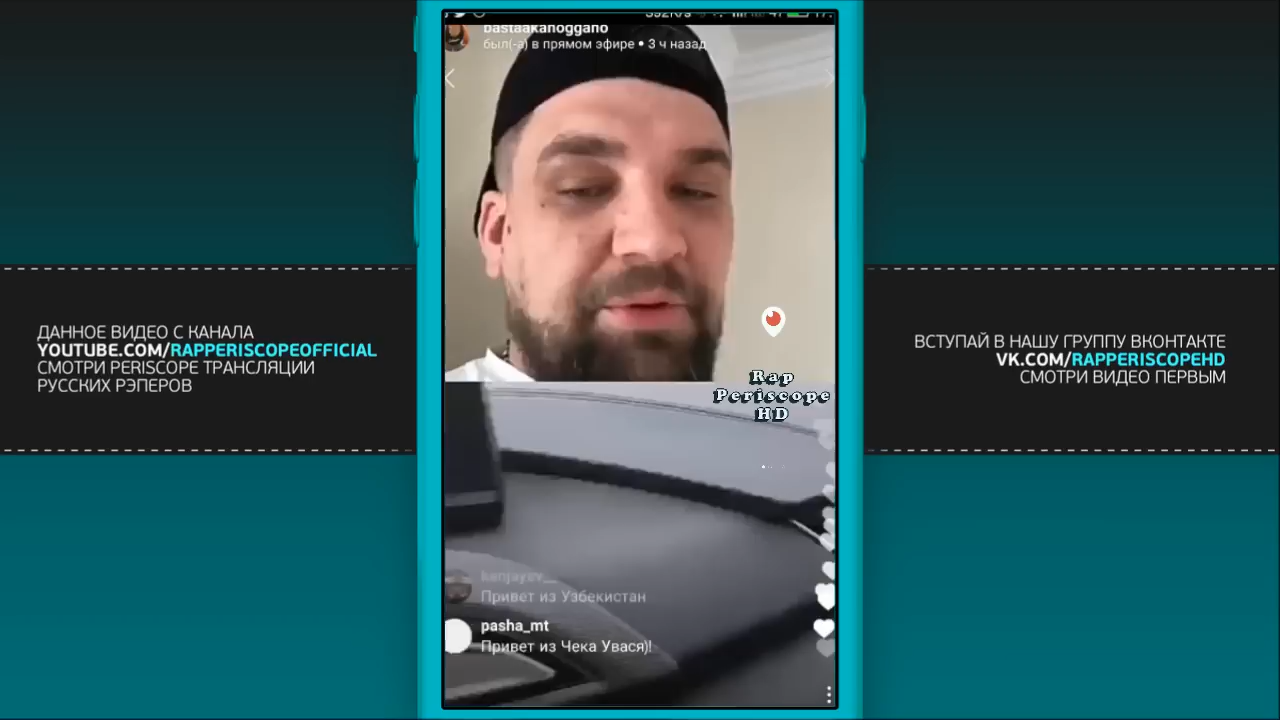 bastaakanoggano
был(-а) в прямом эфире • 3 ч назад
ДАННОЕ ВИДЕО С КАНАЛА
YOUTUBE.COM/RAPPERISCOPEOFFICIAL
СМОТРИ PERISCOPE ТРАНСЛЯЦИИ
РУССКИХ РЭПЕРОВ
ВСТУПАЙ В НАШУ ГРУППУ ВКОНТАКТЕ
VK.COM/RAPPERISCOPEHD
СМОТРИ ВИДЕО ПЕРВЫМ
Rap
Periscope
HD
kenjayev__
Привет из Узбекистан
pasha_mt
Привет из Чека Увася)!